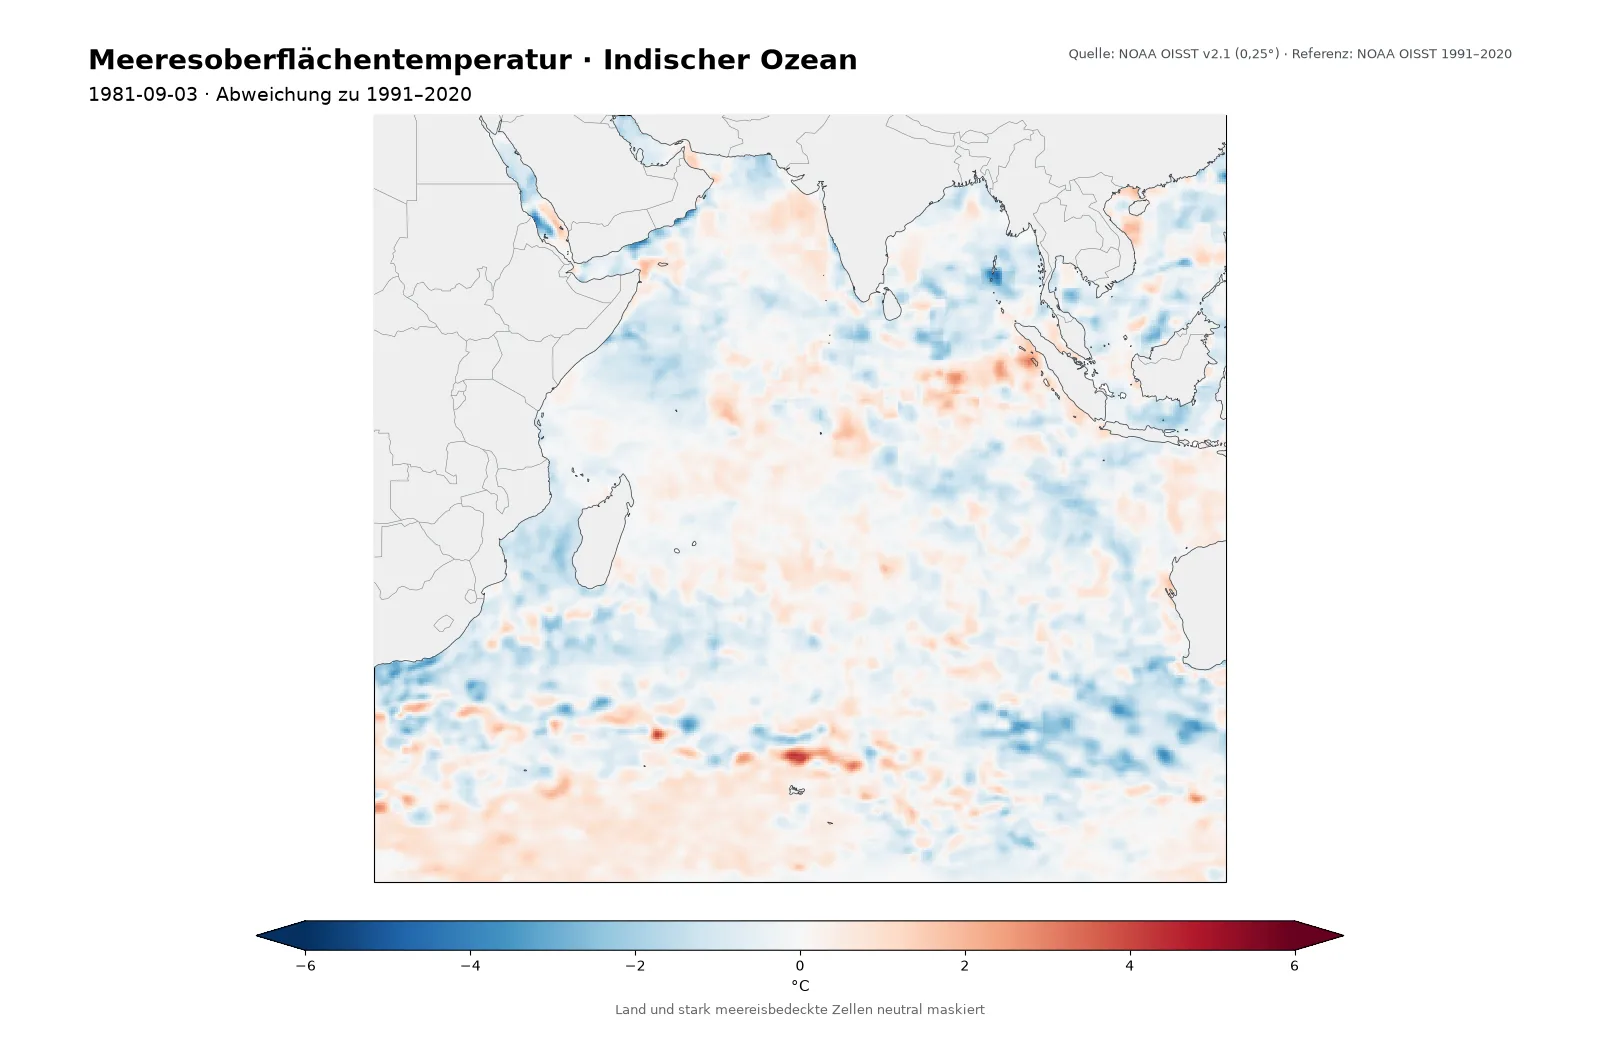 Meeresoberflächentemperatur · Indischer Ozean
Quelle: NOAA OISST v2.1 (0,25°) · Referenz: NOAA OISST 1991–2020
1981-09-03 · Abweichung zu 1991–2020
−6 −4 −2 0 2 4 6
°C
Land und stark meereisbedeckte Zellen neutral maskiert